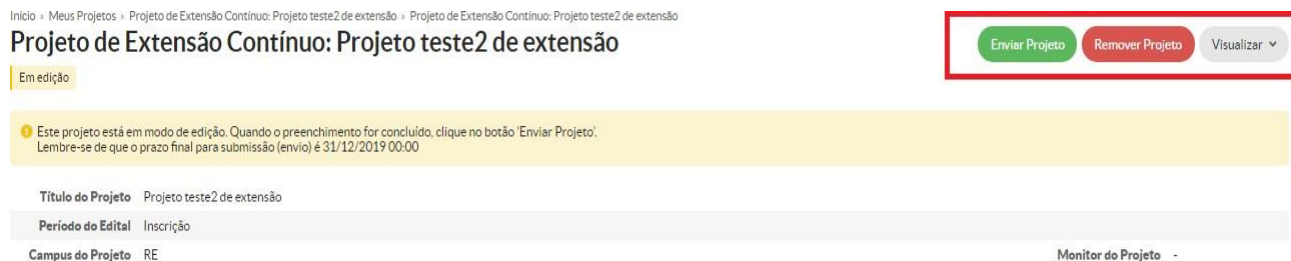 Início » Meus Projetos » Projeto de Extensão Contínuo: Projeto teste2 de extensão » Projeto de Extensão Contínuo: Projeto teste2 de extensão
Projeto de Extensão Contínuo: Projeto teste2 de extensão
Enviar Projeto Remover Projeto Visualizar
Em edição
Este projeto está em modo de edição. Quando o preenchimento for concluído, clique no botão 'Enviar Projeto'.
Lembre-se de que o prazo final para submissão (envio) é 31/12/2019 00:00
Título do Projeto Projeto teste2 de extensão
Período do Edital Inscrição
Campus do Projeto RE Monitor do Projeto -